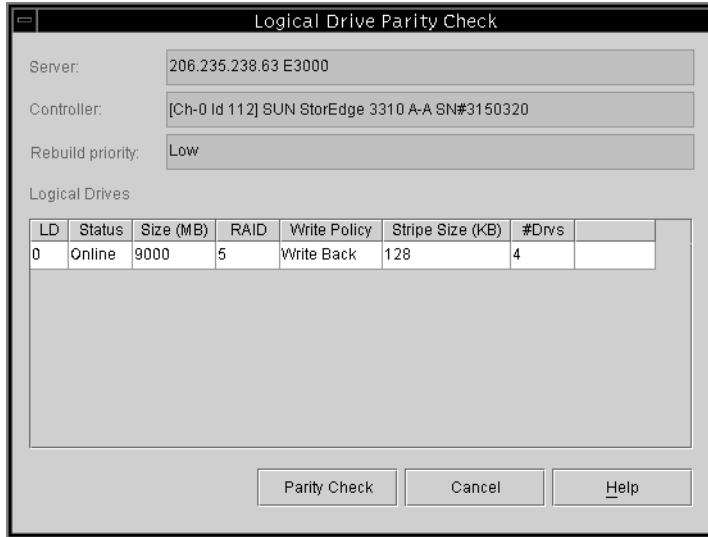 Logical Drive Parity Check
Server: 206.235.238.63 E3000
Controller: [Ch-0 Id 112] SUN StorEdge 3310 A-A SN#3150320
Rebuild priority: Low
Logical Drives
LD Status Size (MB) RAID Write Policy Stripe Size (KB) #Drvs
0 Online 9000 5 Write Back 128 4
Parity Check Cancel Help